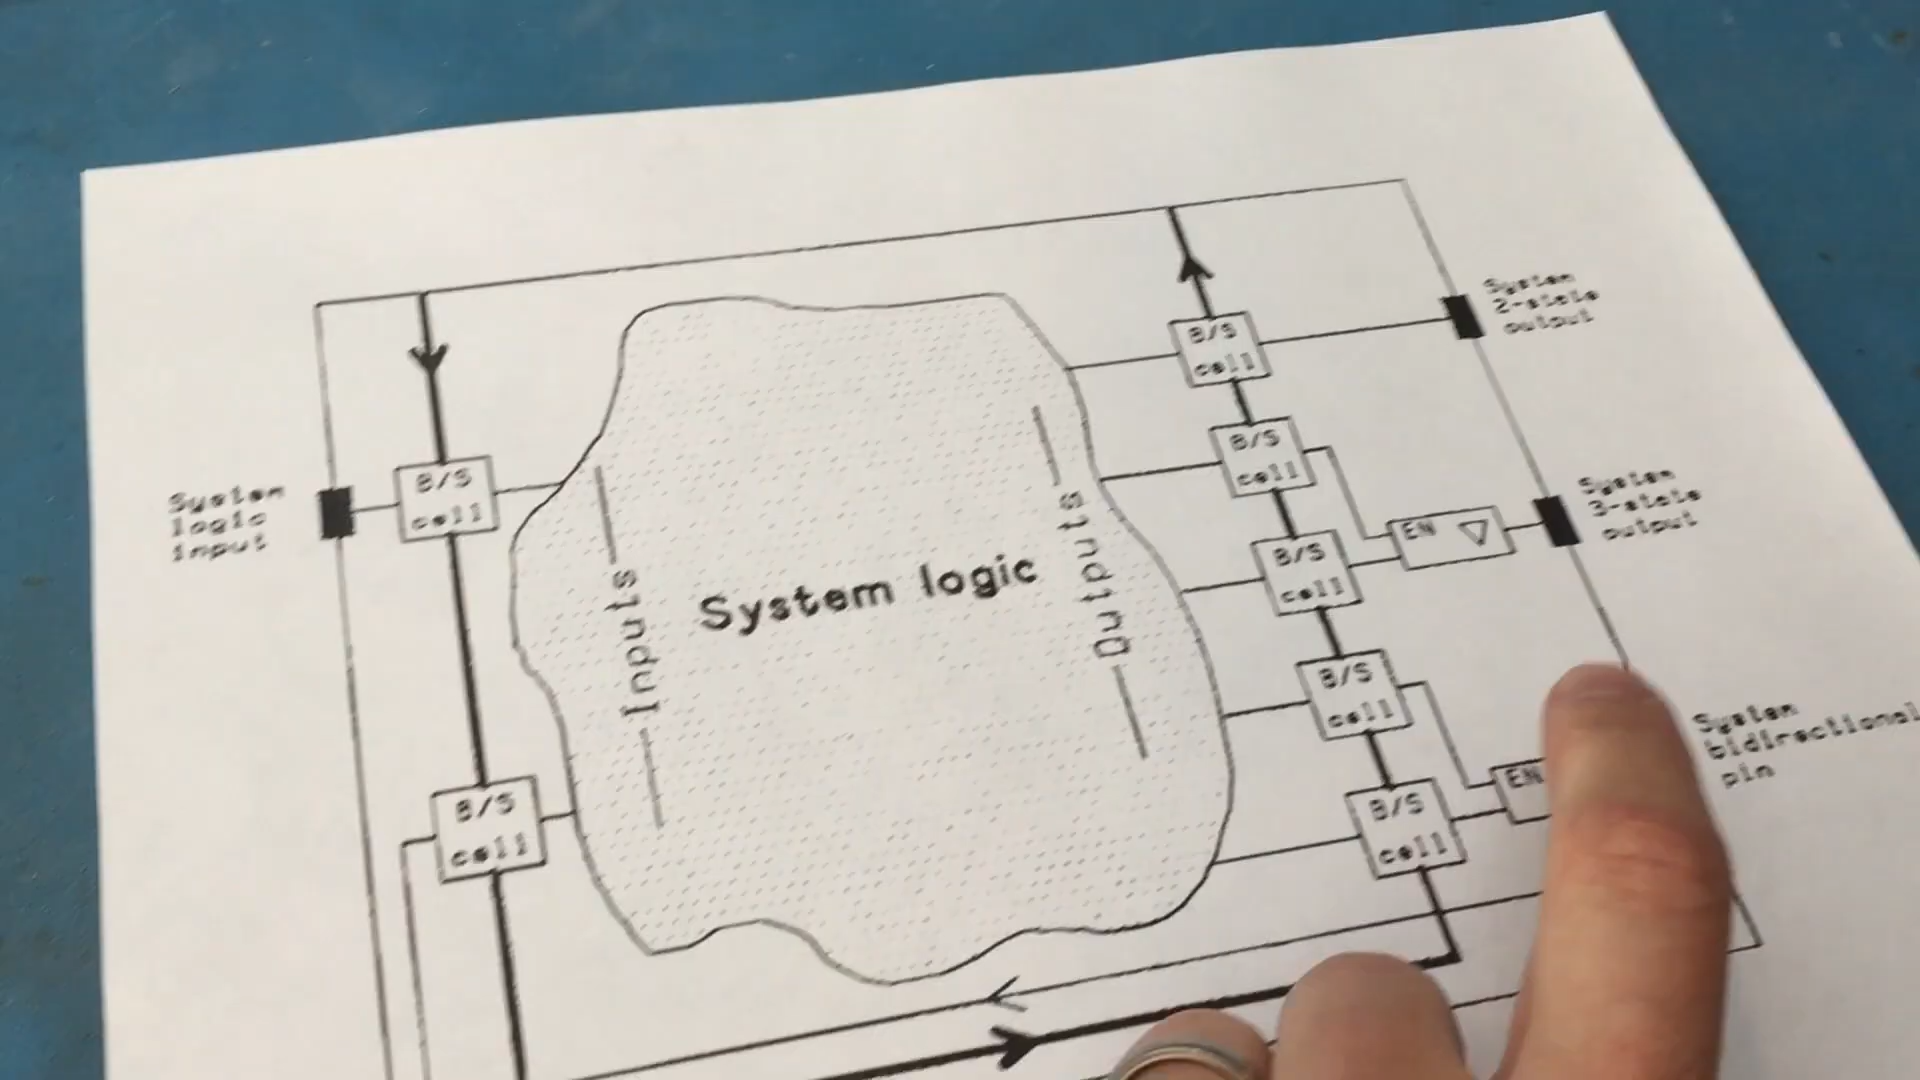 System
2-state
output
B/S
cell
B/S
cell
System
logic
input
B/S
cell
System
3-state
output
EN
B/S
cell
Inputs
System logic
Outputs
B/S
cell
System
bidirectional
pin
EN
B/S
cell
B/S
cell